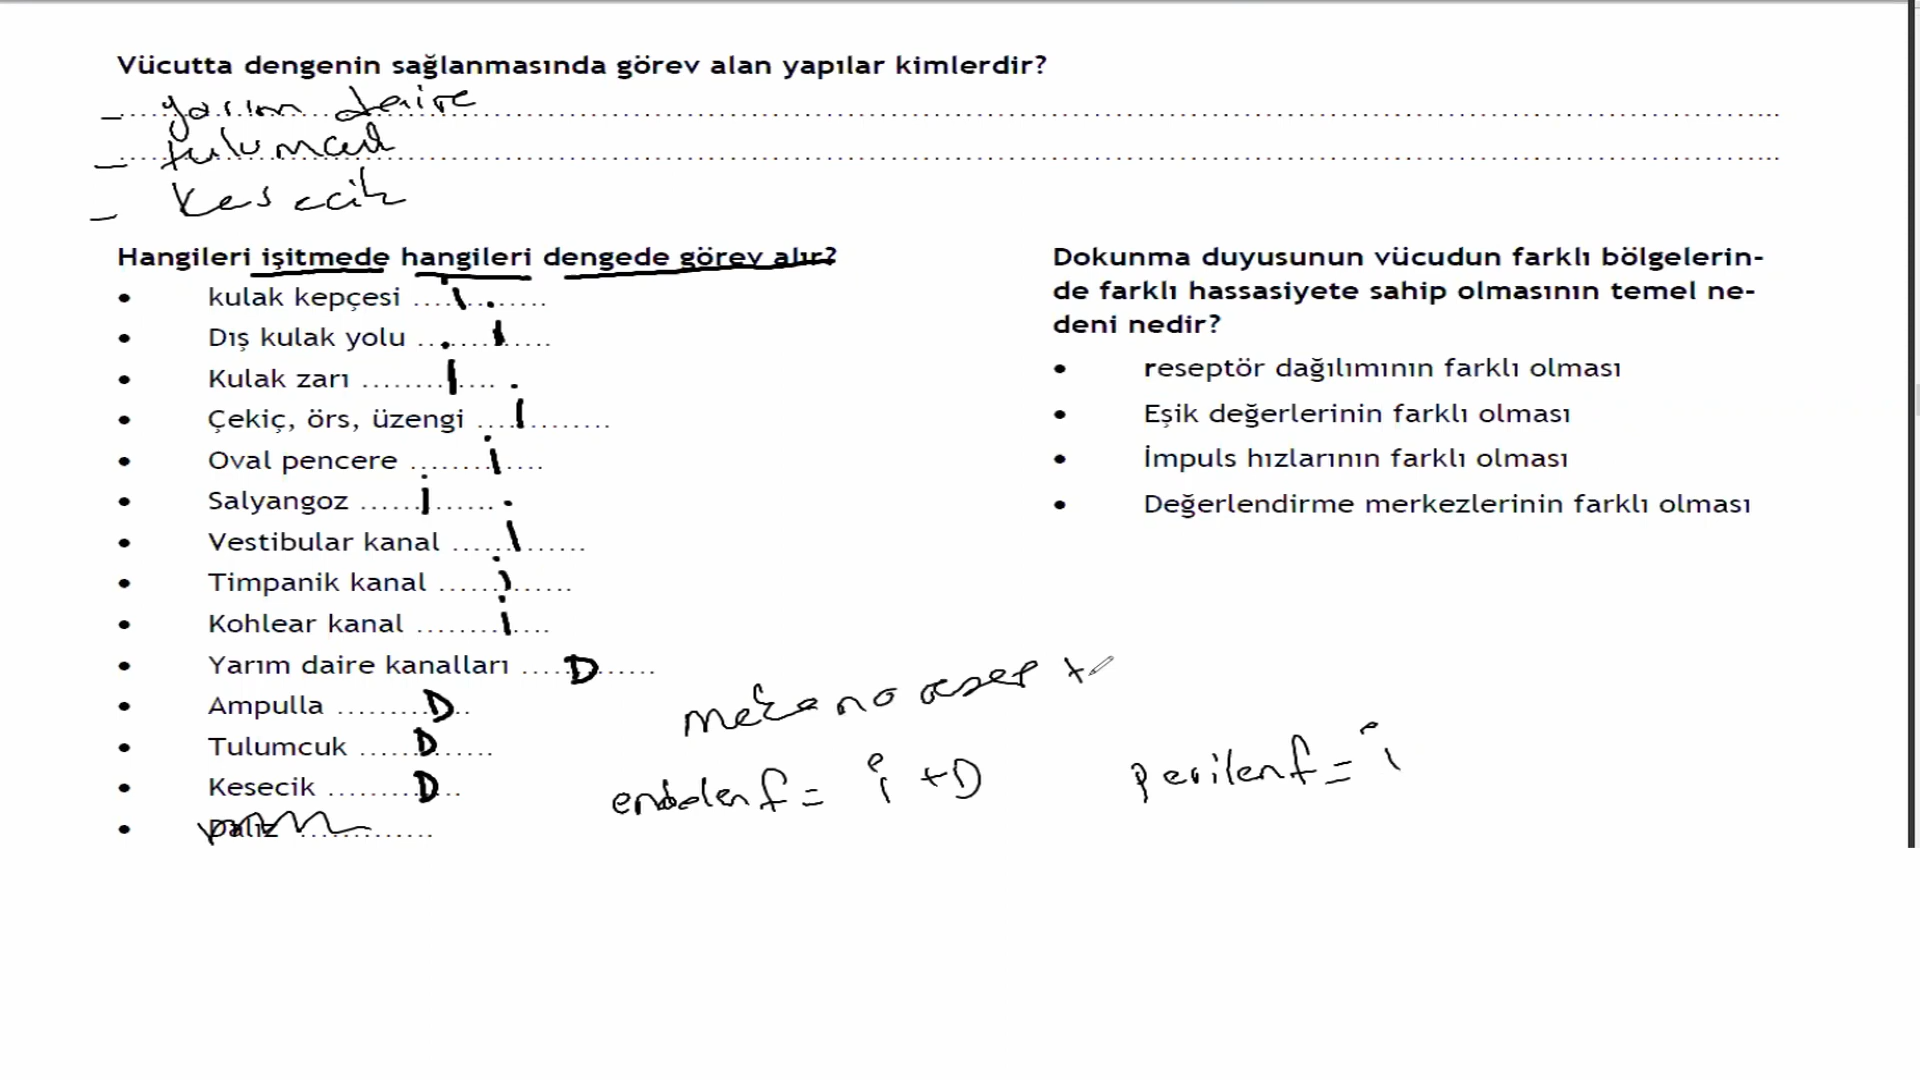 Vücutta dengenin sağlanmasında görev alan yapılar kimlerdir?
- yarım daire
- tulumcuk
- Kesecik
Hangileri işitmede hangileri dengede görev alır?
• kulak kepçesi .... i ......
• Dış kulak yolu .... i .....
• Kulak zarı ........ i ....
• Çekiç, örs, üzengi .... i ........
• Oval pencere ........ i ....
• Salyangoz ...... i ......
• Vestibular kanal ...... i ......
• Timpanik kanal ...... i ......
• Kohlear kanal ........ i ....
• Yarım daire kanalları .... D ......
• Ampulla ......... D ..
• Tulumcuk ...... D ......
• Kesecik ........ D ...
• Daliz .............
mekano resept
endolenf = i + D
perilenf = i
Dokunma duyusunun vücudun farklı bölgelerin-
de farklı hassasiyete sahip olmasının temel ne-
deni nedir?
• reseptör dağılımının farklı olması
• Eşik değerlerinin farklı olması
• İmpuls hızlarının farklı olması
• Değerlendirme merkezlerinin farklı olması